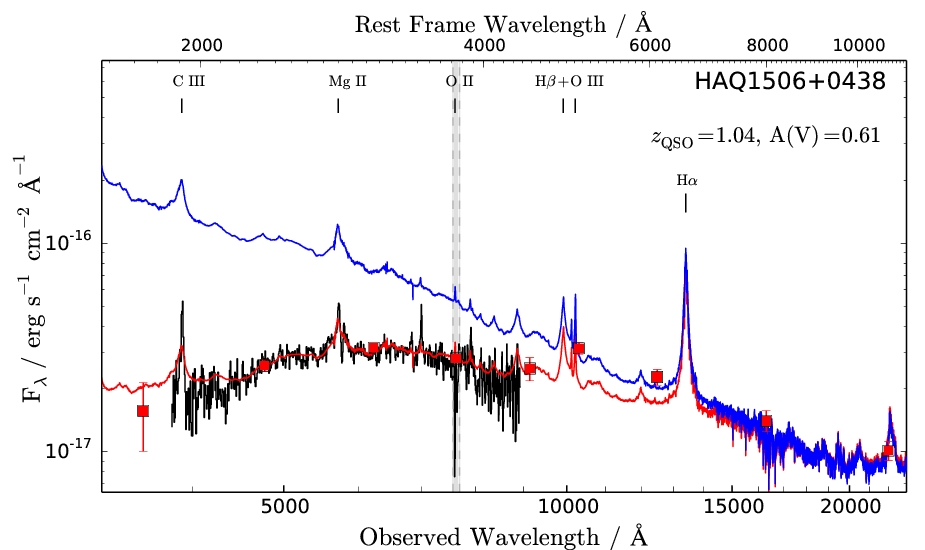 Rest Frame Wavelength / Å
2000 4000 6000 8000 10000
C III Mg II O II Hβ+O III HAQ1506+0438
z_QSO=1.04, A(V)=0.61
Hα
10^-16
10^-17
F_λ / erg s^−1 cm^−2 Å^−1
5000 10000 15000 20000
Observed Wavelength / Å